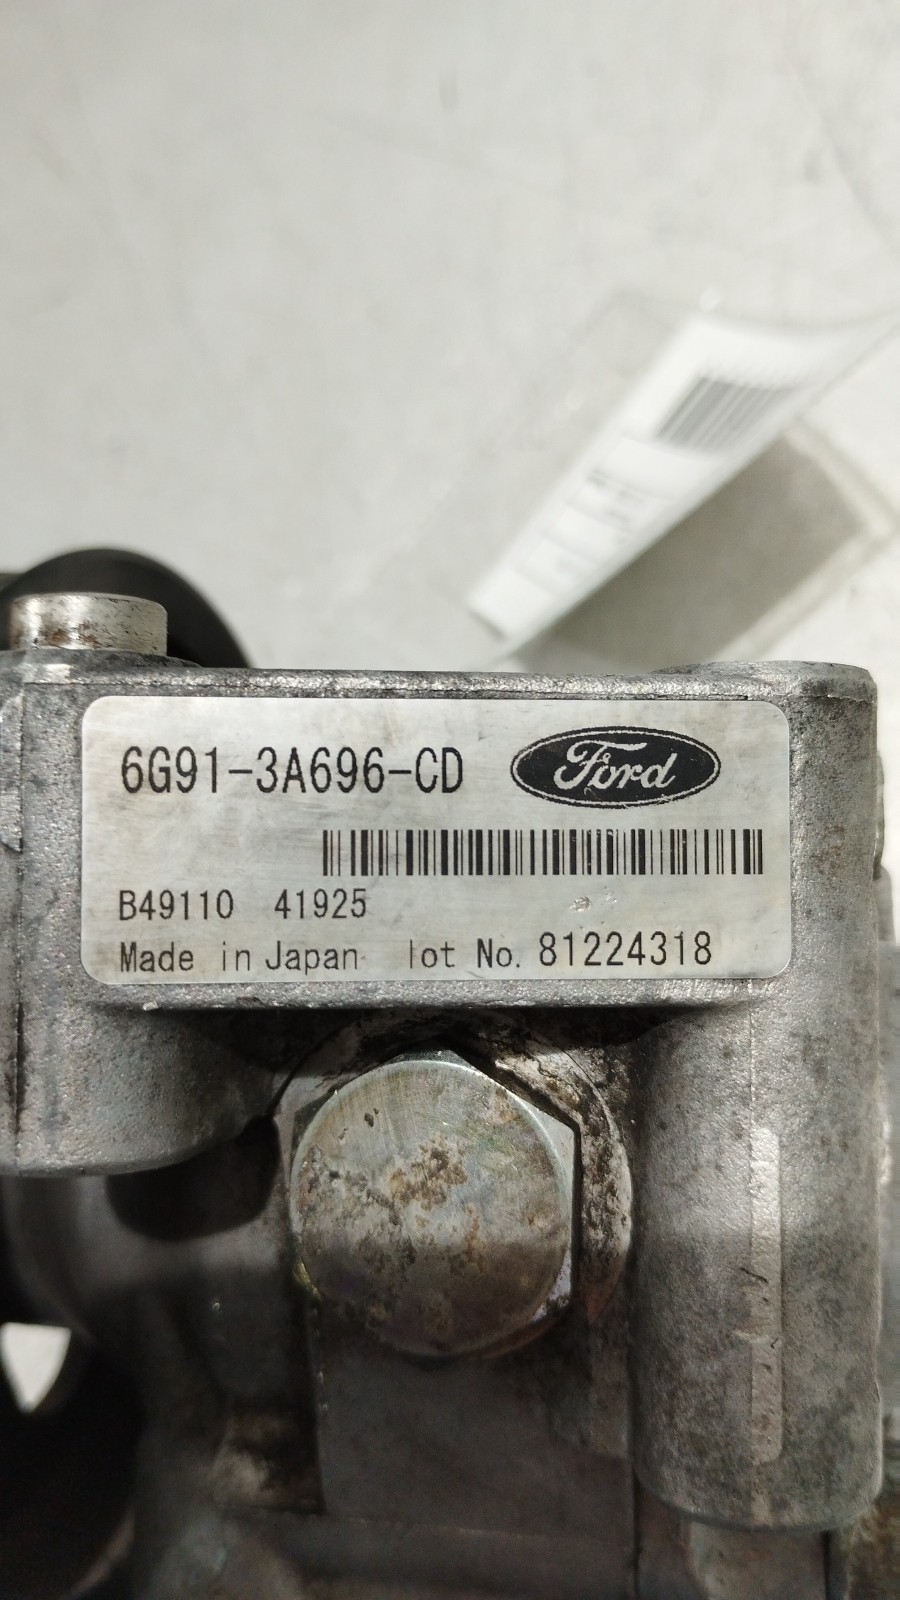 6G91-3A696-CD Ford
B49110 41925
Made in Japan lot No. 81224318